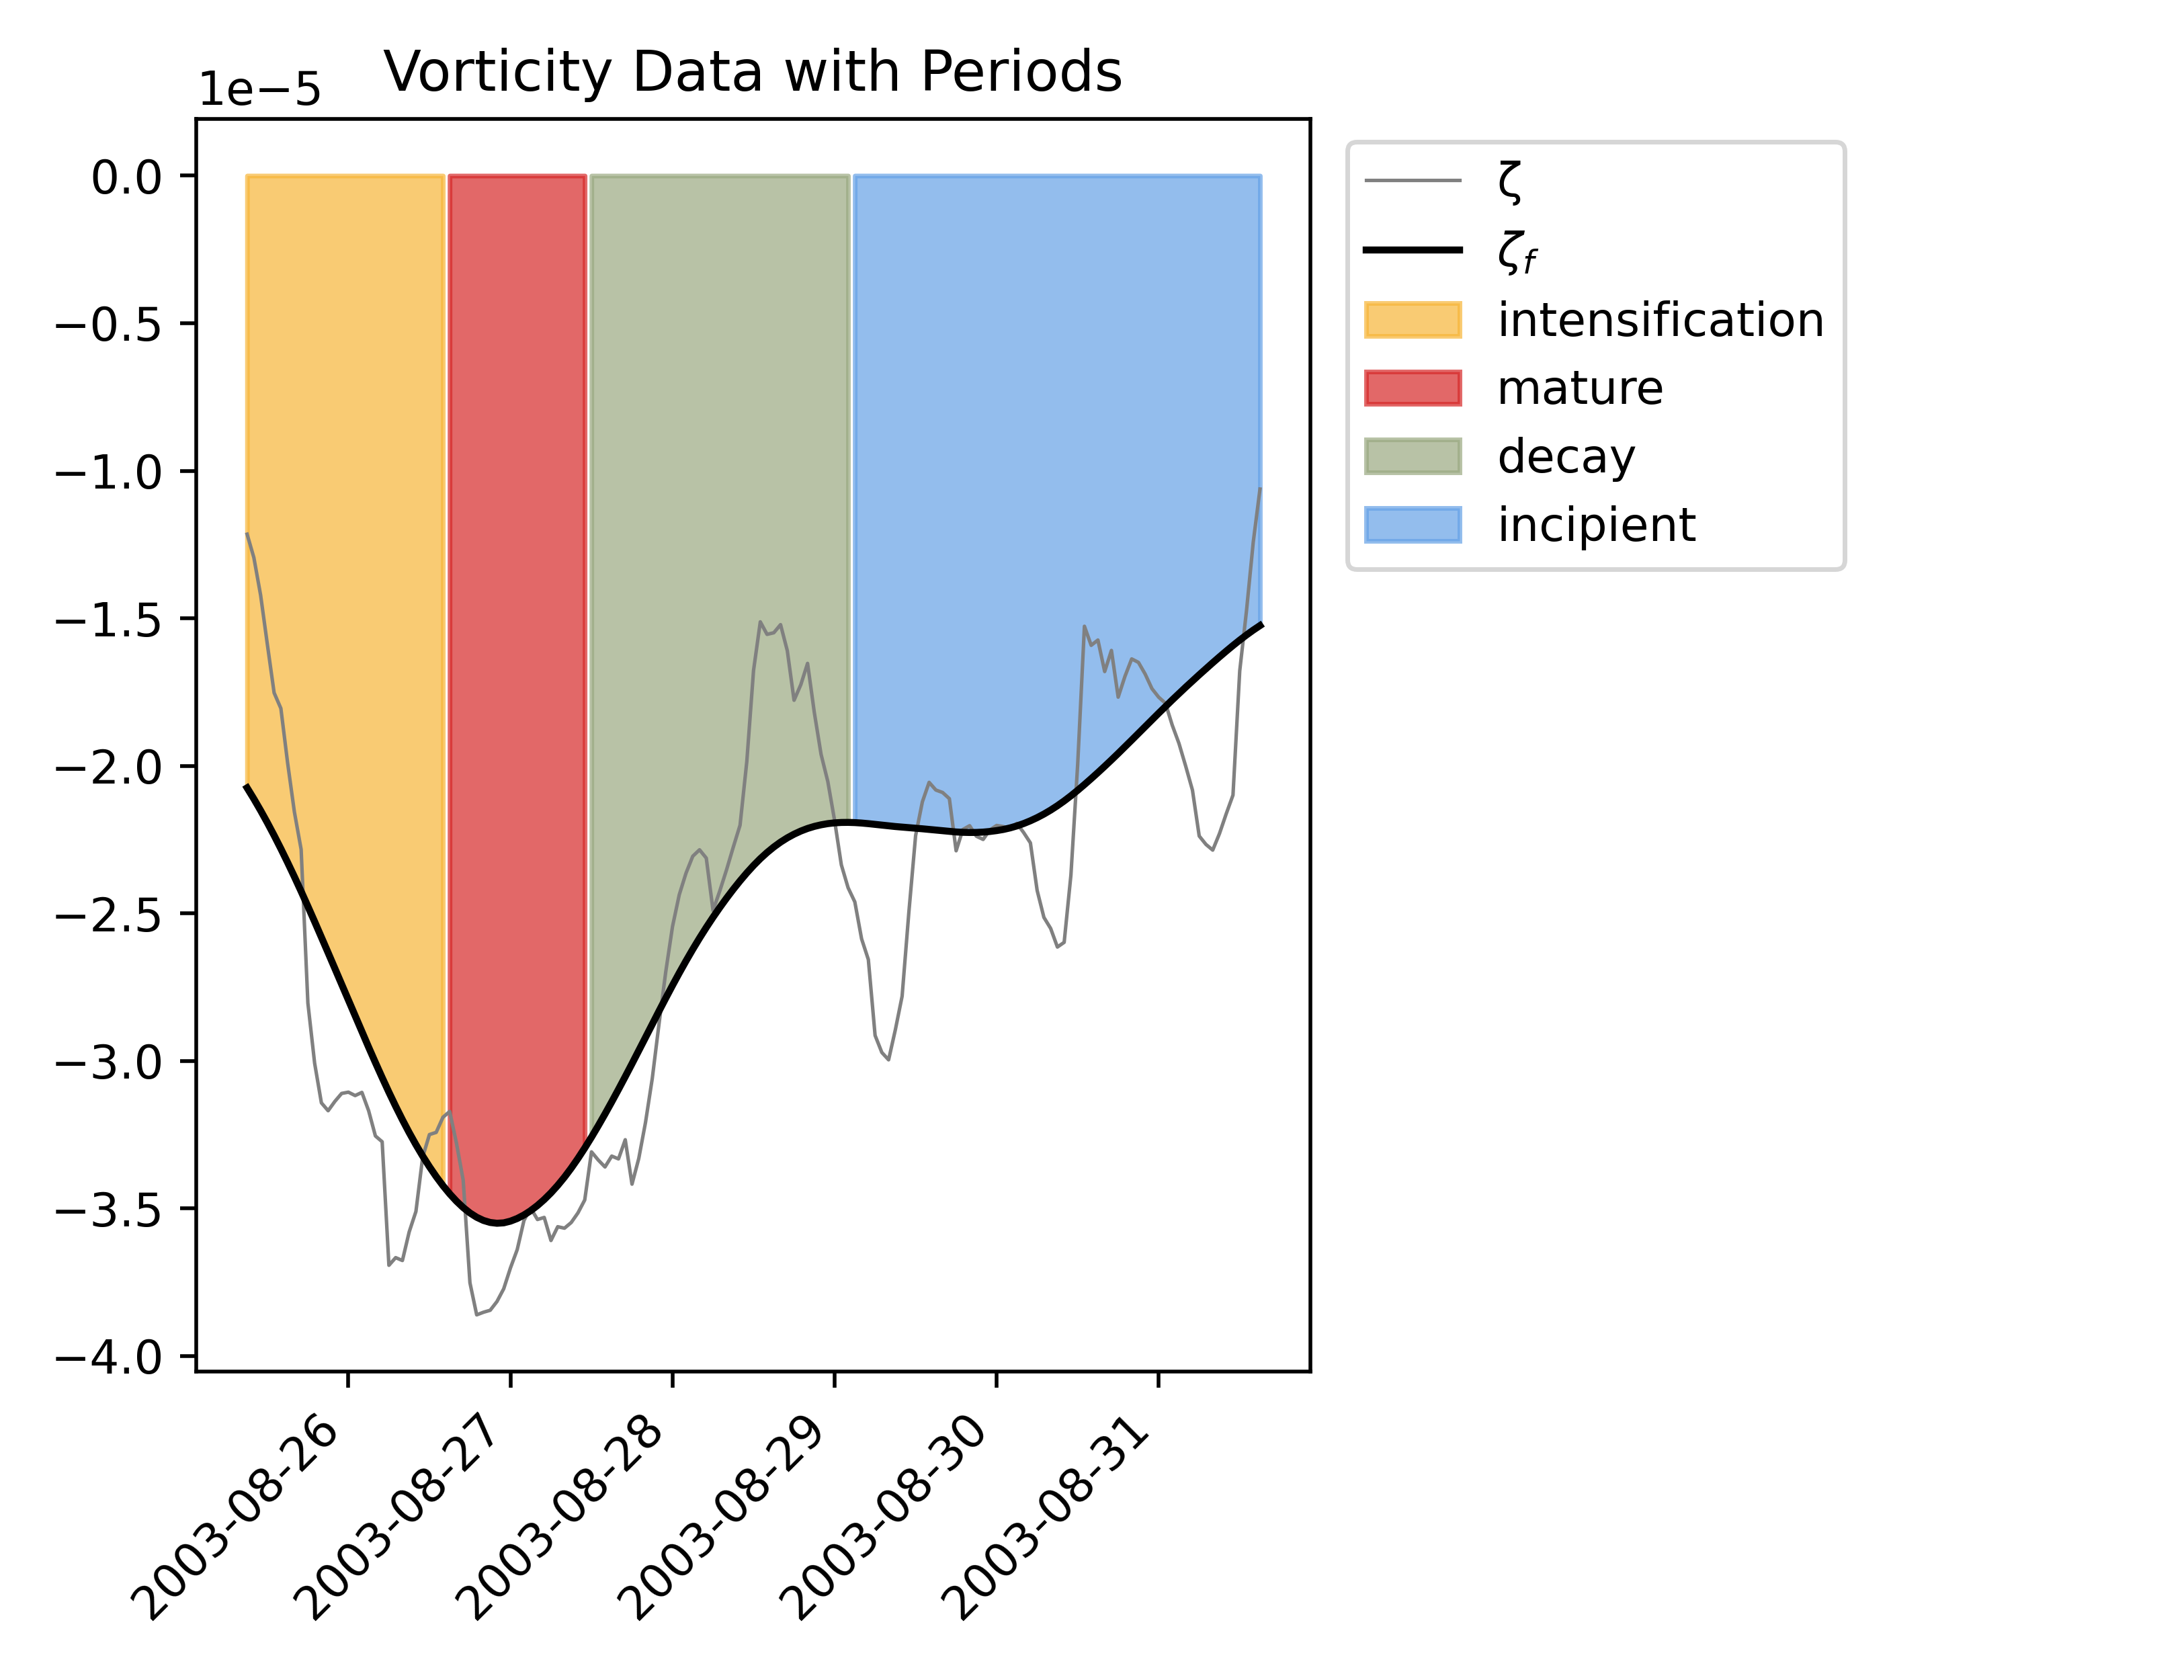 Vorticity Data with Periods
1e−5
0.0
−0.5
−1.0
−1.5
−2.0
−2.5
−3.0
−3.5
−4.0
2003-08-26
2003-08-27
2003-08-28
2003-08-29
2003-08-30
2003-08-31
ζ
ζf
intensification
mature
decay
incipient